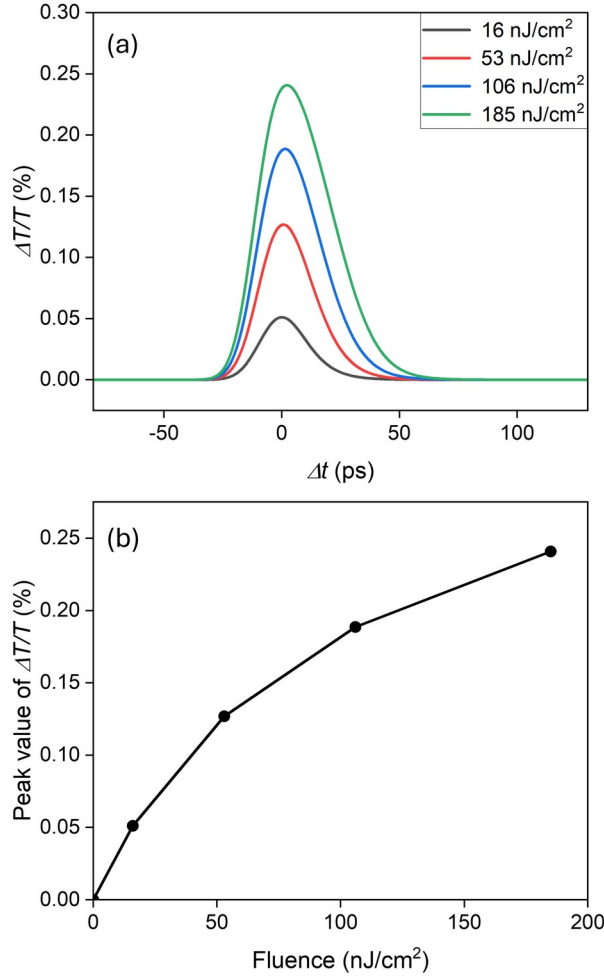 (a)
16 nJ/cm²
53 nJ/cm²
106 nJ/cm²
185 nJ/cm²
0.30
0.25
0.20
0.15
0.10
0.05
0.00
ΔT/T (%)
-50 0 50 100
Δt (ps)
(b)
0.25
0.20
0.15
0.10
0.05
0.00
Peak value of ΔT/T (%)
0 50 100 150 200
Fluence (nJ/cm²)